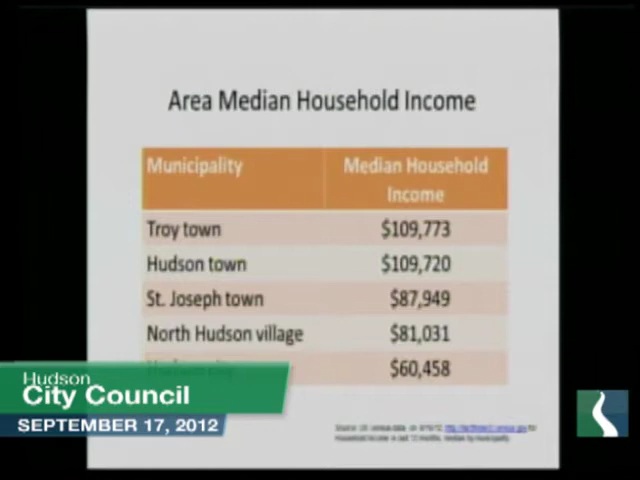 Area Median Household Income
Municipality
Median Household
Income
Troy town
$109,773
Hudson town
$109,720
St. Joseph town
$87,949
North Hudson village
$81,031
$60,458
Hudson
City Council
SEPTEMBER 17, 2012